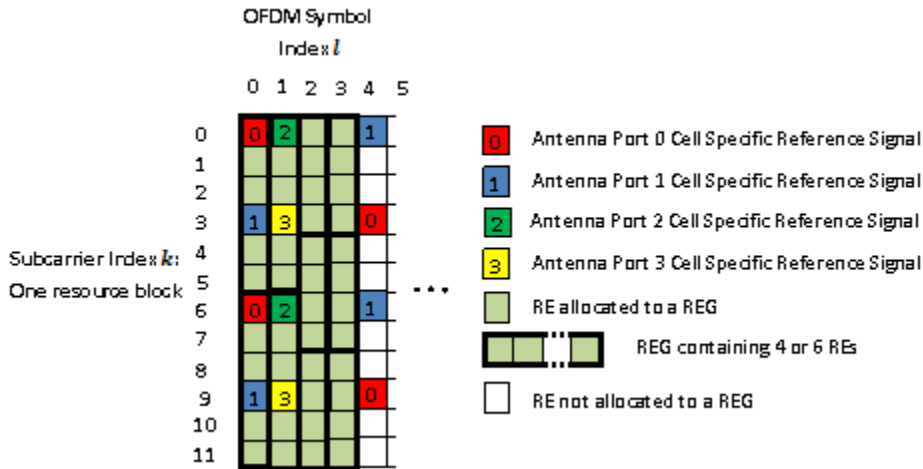 OFDM Symbol
Index l
0 1 2 3 4 5
0 0 2 1
1
2
3 1 3 0
4
Subcarrier Index k:
5
One resource block
6 0 2 1
7
8
9 1 3 0
10
11
...
0 Antenna Port 0 Cell Specific Reference Signal
1 Antenna Port 1 Cell Specific Reference Signal
2 Antenna Port 2 Cell Specific Reference Signal
3 Antenna Port 3 Cell Specific Reference Signal
RE allocated to a REG
REG containing 4 or 6 REs
RE not allocated to a REG